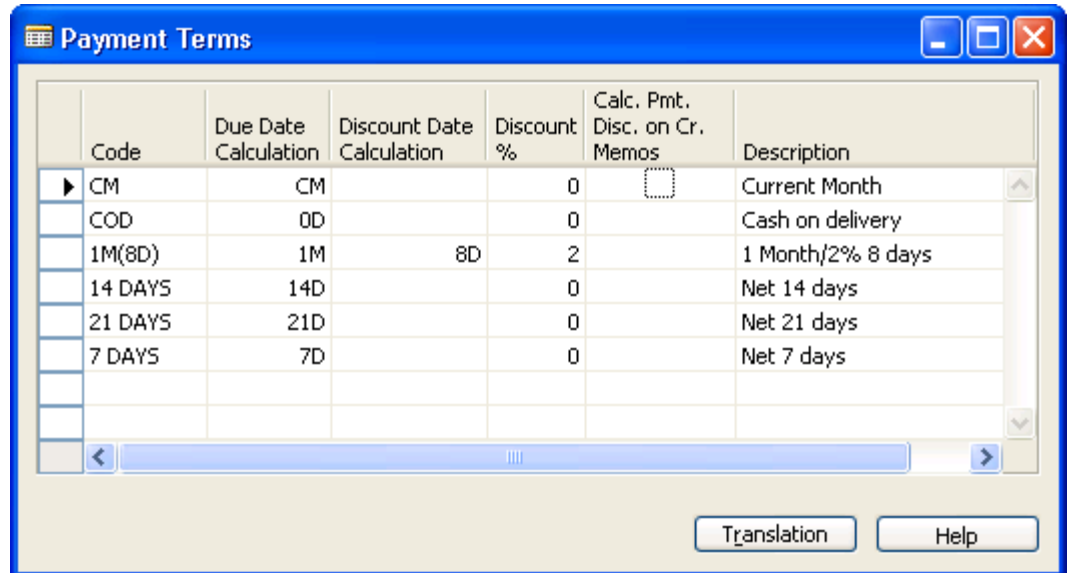 Payment Terms
Calc. Pmt.
Due Date Discount Date Discount Disc. on Cr.
Code Calculation Calculation % Memos Description
CM CM 0 Current Month
COD 0D 0 Cash on delivery
1M(8D) 1M 8D 2 1 Month/2% 8 days
14 DAYS 14D 0 Net 14 days
21 DAYS 21D 0 Net 21 days
7 DAYS 7D 0 Net 7 days
Translation Help